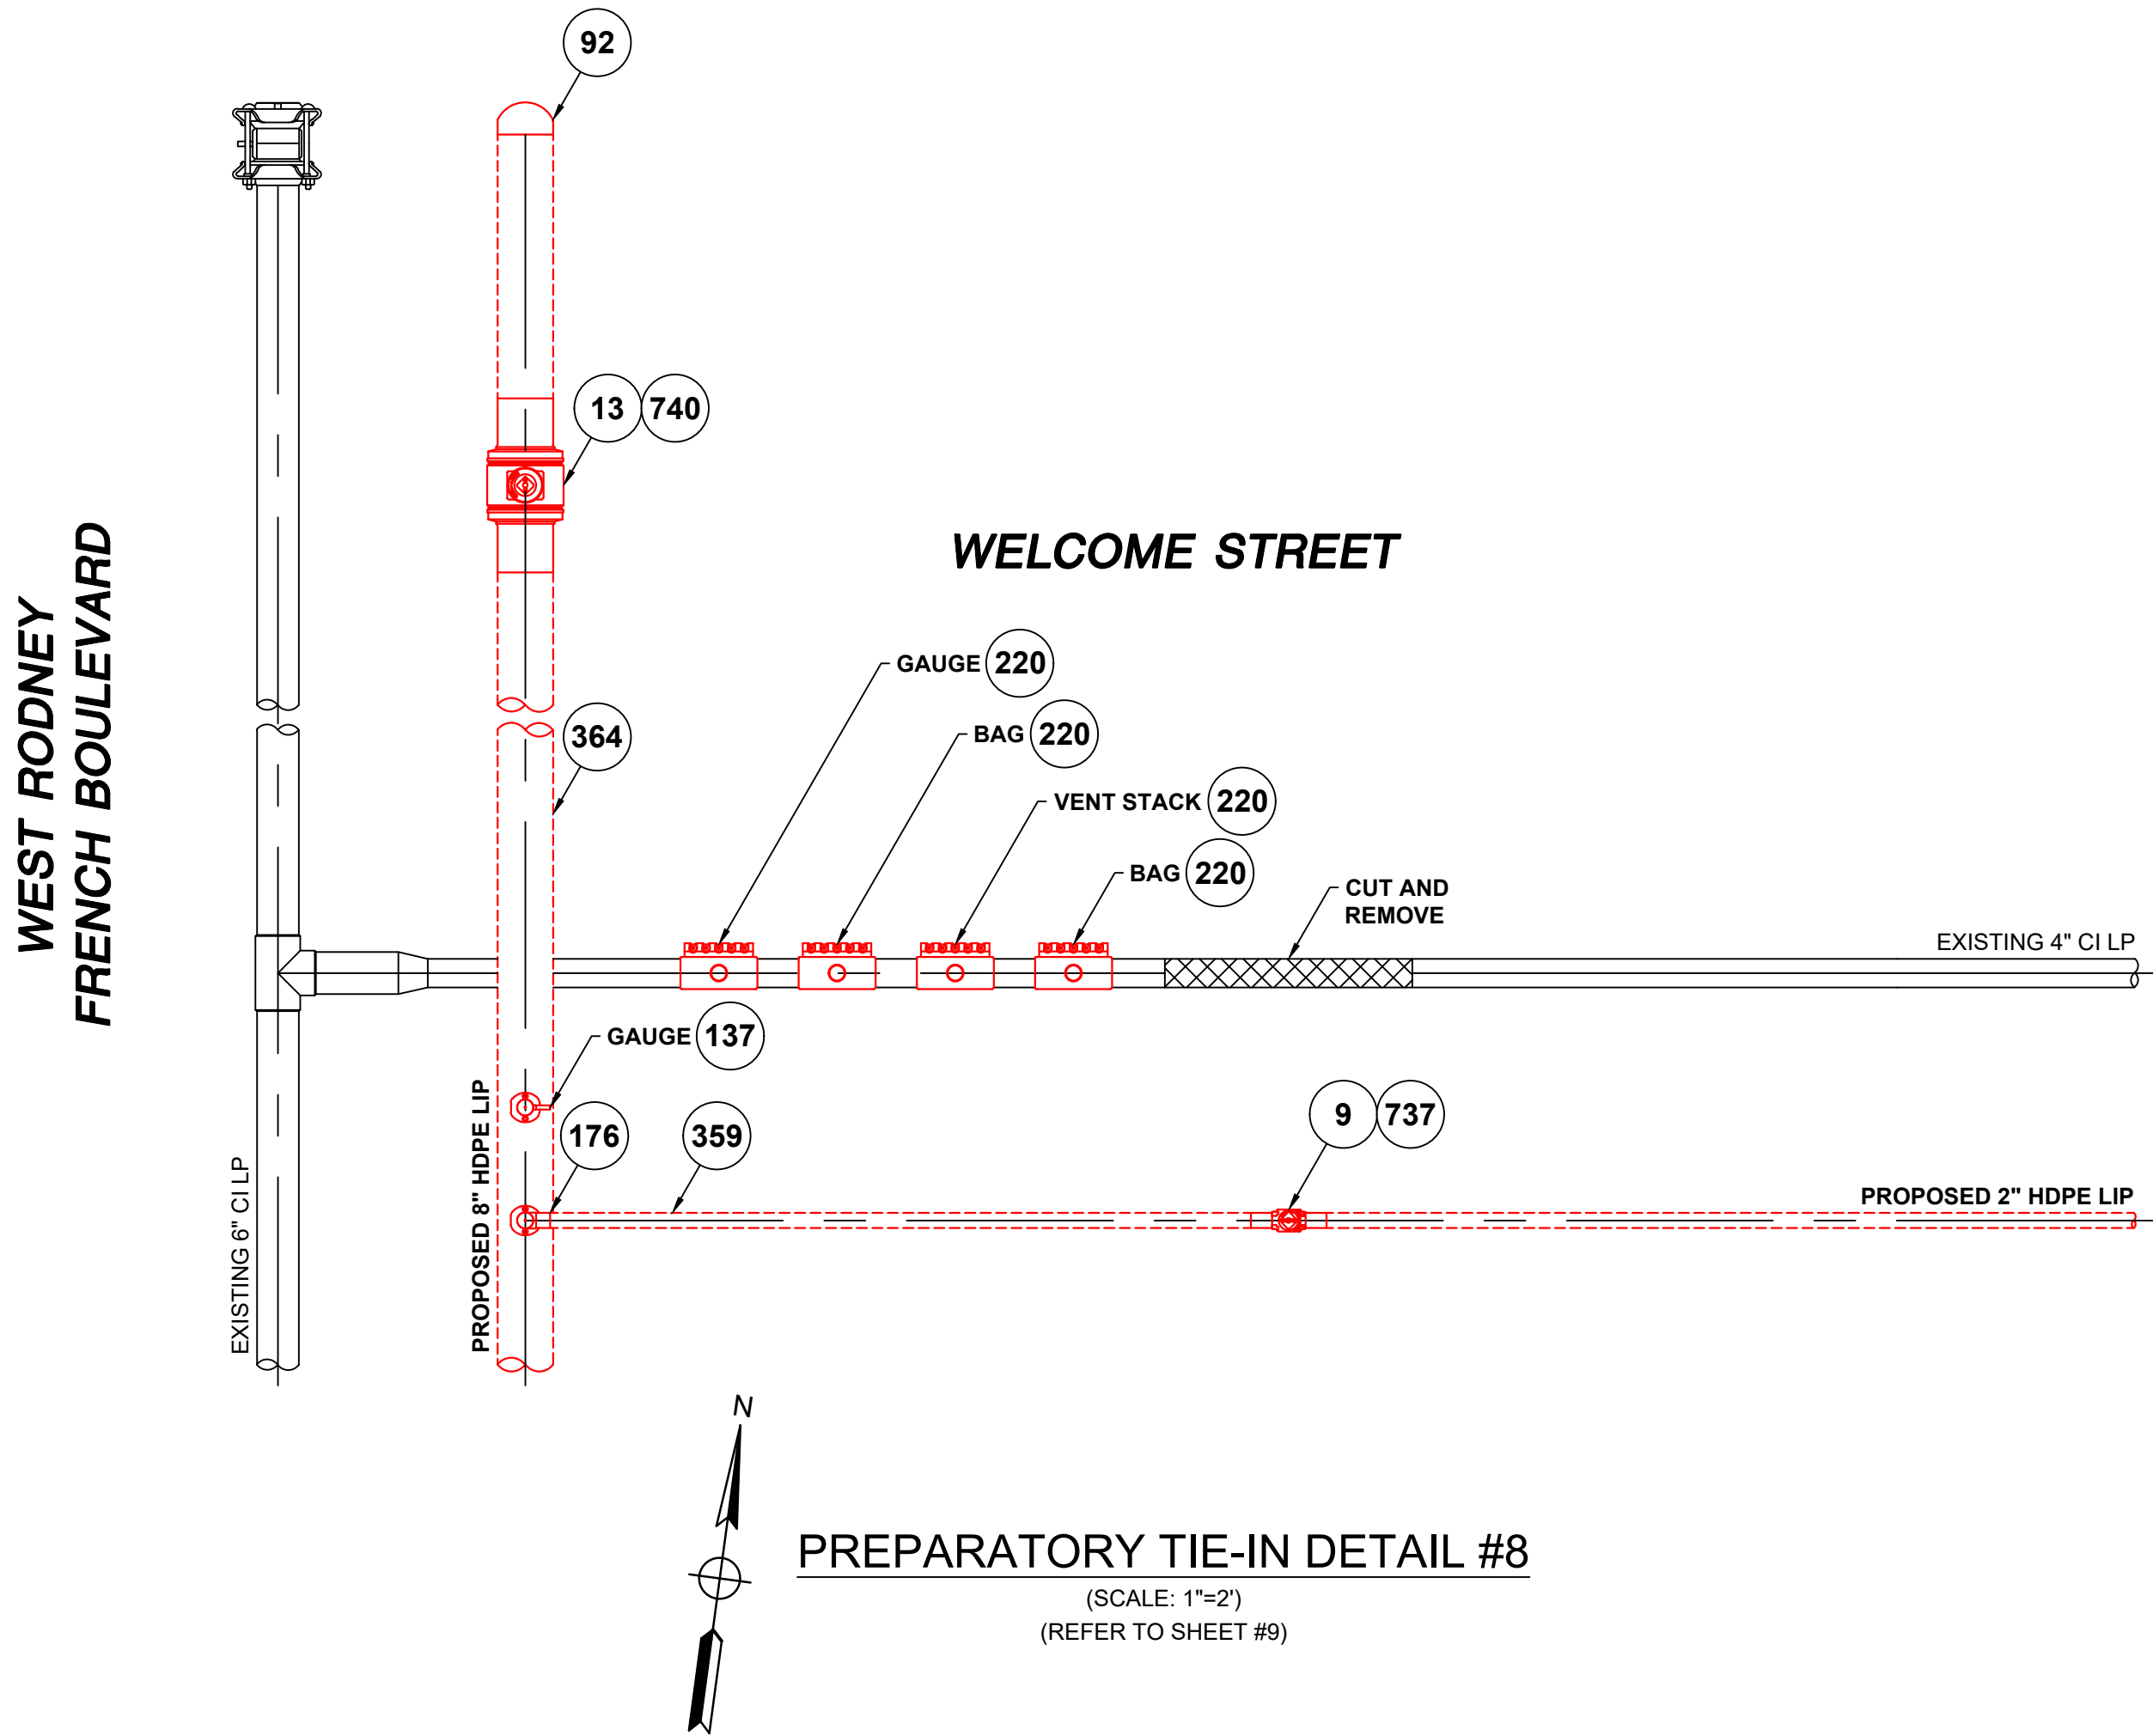 92
13 740
WELCOME STREET
WEST RODNEY
FRENCH BOULEVARD
GAUGE 220
BAG 220
364
VENT STACK 220
BAG 220
CUT AND
REMOVE
EXISTING 4" CI LP
GAUGE 137
176
359
9 737
PROPOSED 2" HDPE LIP
PROPOSED 8" HDPE LIP
EXISTING 6" CI LP
N
PREPARATORY TIE-IN DETAIL #8
(SCALE: 1"=2')
(REFER TO SHEET #9)